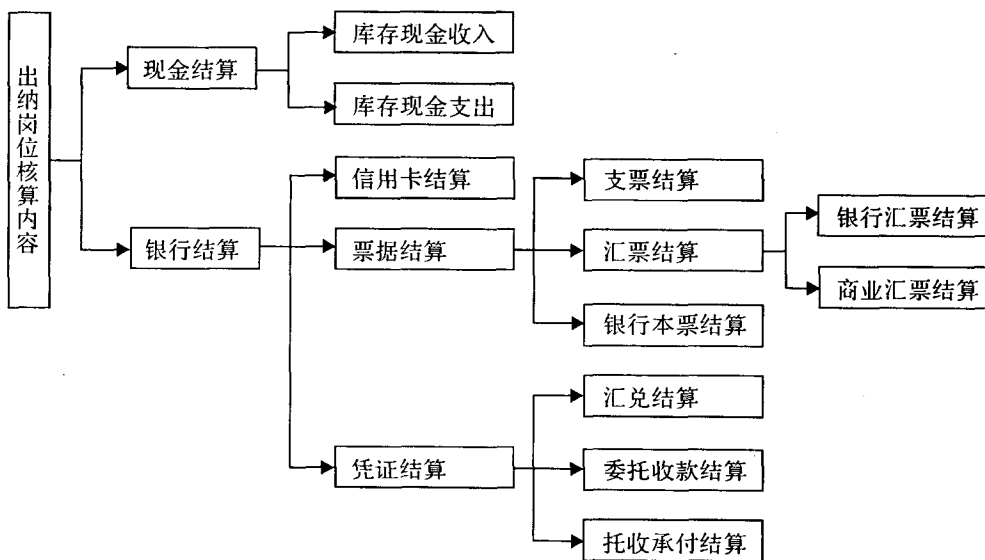 出纳岗位核算内容
现金结算
库存现金收入
库存现金支出
银行结算
信用卡结算
票据结算
支票结算
汇票结算
银行汇票结算
商业汇票结算
银行本票结算
凭证结算
汇兑结算
委托收款结算
托收承付结算